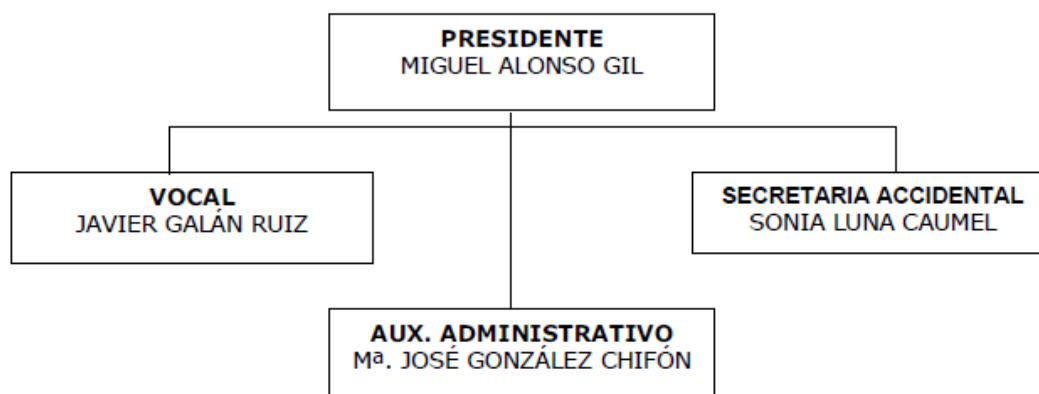 PRESIDENTE
MIGUEL ALONSO GIL
VOCAL
JAVIER GALÁN RUIZ
SECRETARIA ACCIDENTAL
SONIA LUNA CAUMEL
AUX. ADMINISTRATIVO
Mª. JOSÉ GONZÁLEZ CHIFÓN